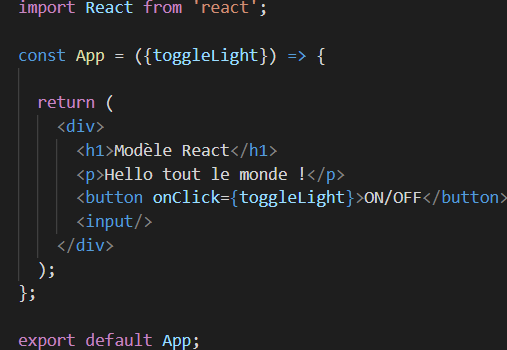 import React from 'react';
const App = ({toggleLight}) => {
return (
<div>
<h1>Modèle React</h1>
<p>Hello tout le monde !</p>
<button onClick={toggleLight}>ON/OFF</button>
<input/>
</div>
);
};
export default App;